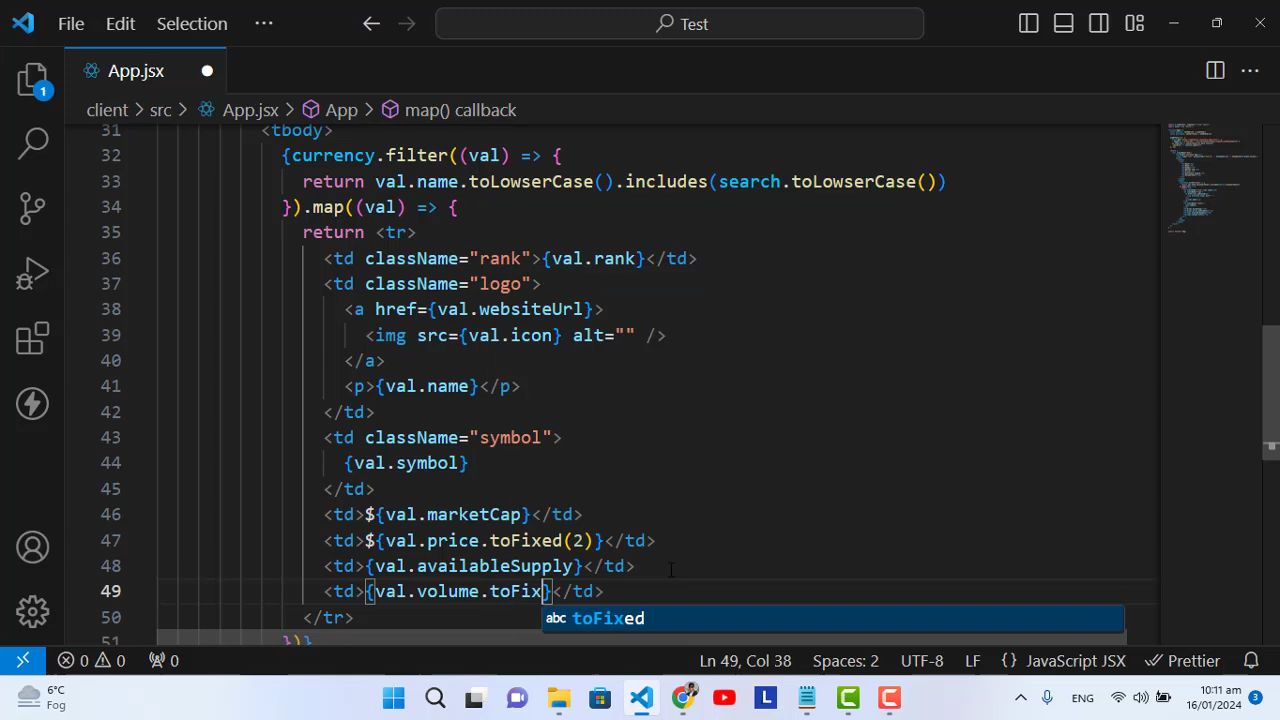 File Edit Selection ··· Test
App.jsx
1
client > src > App.jsx > App > map() callback
31 <tbody>
32 {currency.filter((val) => {
33 return val.name.toLowserCase().includes(search.toLowserCase())
34 }).map((val) => {
35 return <tr>
36 <td className="rank">{val.rank}</td>
37 <td className="logo">
38 <a href={val.websiteUrl}>
39 <img src={val.icon} alt="" />
40 </a>
41 <p>{val.name}</p>
42 </td>
43 <td className="symbol">
44 {val.symbol}
45 </td>
46 <td>${val.marketCap}</td>
47 <td>${val.price.toFixed(2)}</td>
48 <td>{val.availableSupply}</td>
49 <td>{val.volume.toFix}</td>
50 </tr>
abc toFixed
51 })}
0 0 0 Ln 49, Col 38 Spaces: 2 UTF-8 LF {} JavaScript JSX Prettier
6°C
Fog
L
C
C
ENG
10:11 am
16/01/2024
3